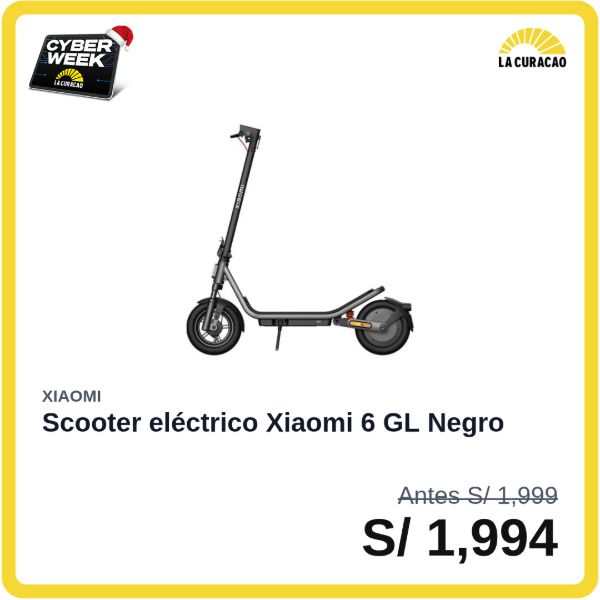 CYBER
WEEK
LA CURACAO
LA CURACAO
XIAOMI
XIAOMI
Scooter eléctrico Xiaomi 6 GL Negro
Antes S/ 1,999
S/ 1,994